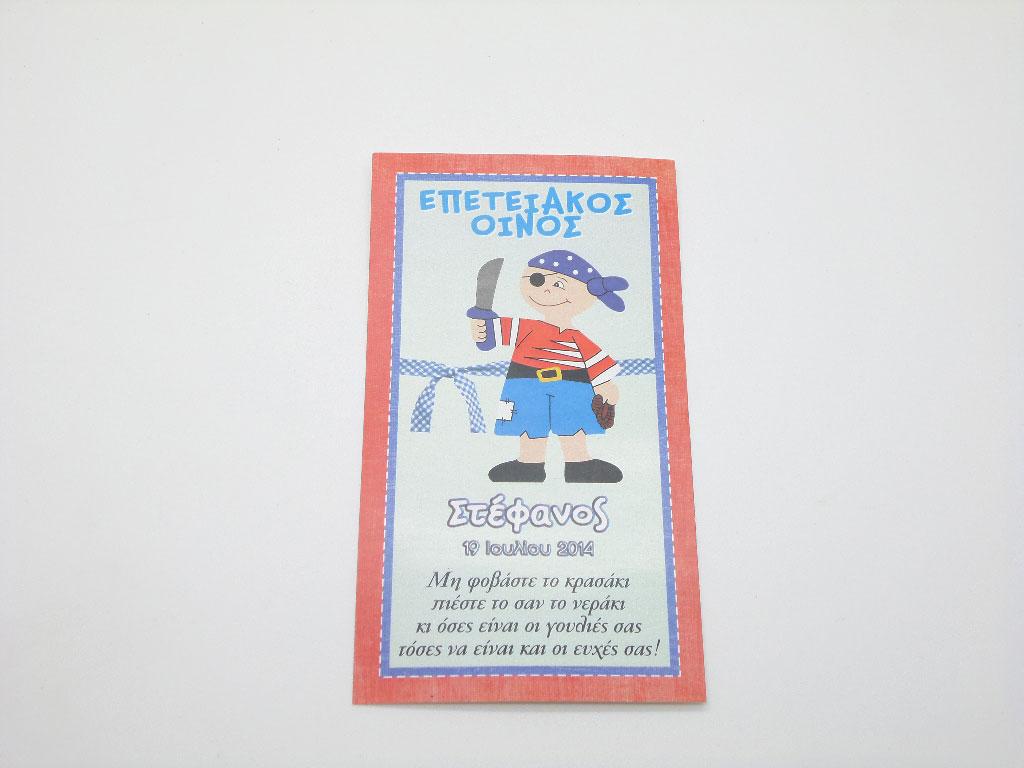 ΕΠΕΤΕΙΑΚΟΣ
ΟΙΝΟΣ
Στέφανος
19 Ιουλίου 2014
Μη φοβάστε το κρασάκι
πιέστε το σαν το νεράκι
κι όσες είναι οι γουλιές σας
τόσες να είναι και οι ευχές σας!